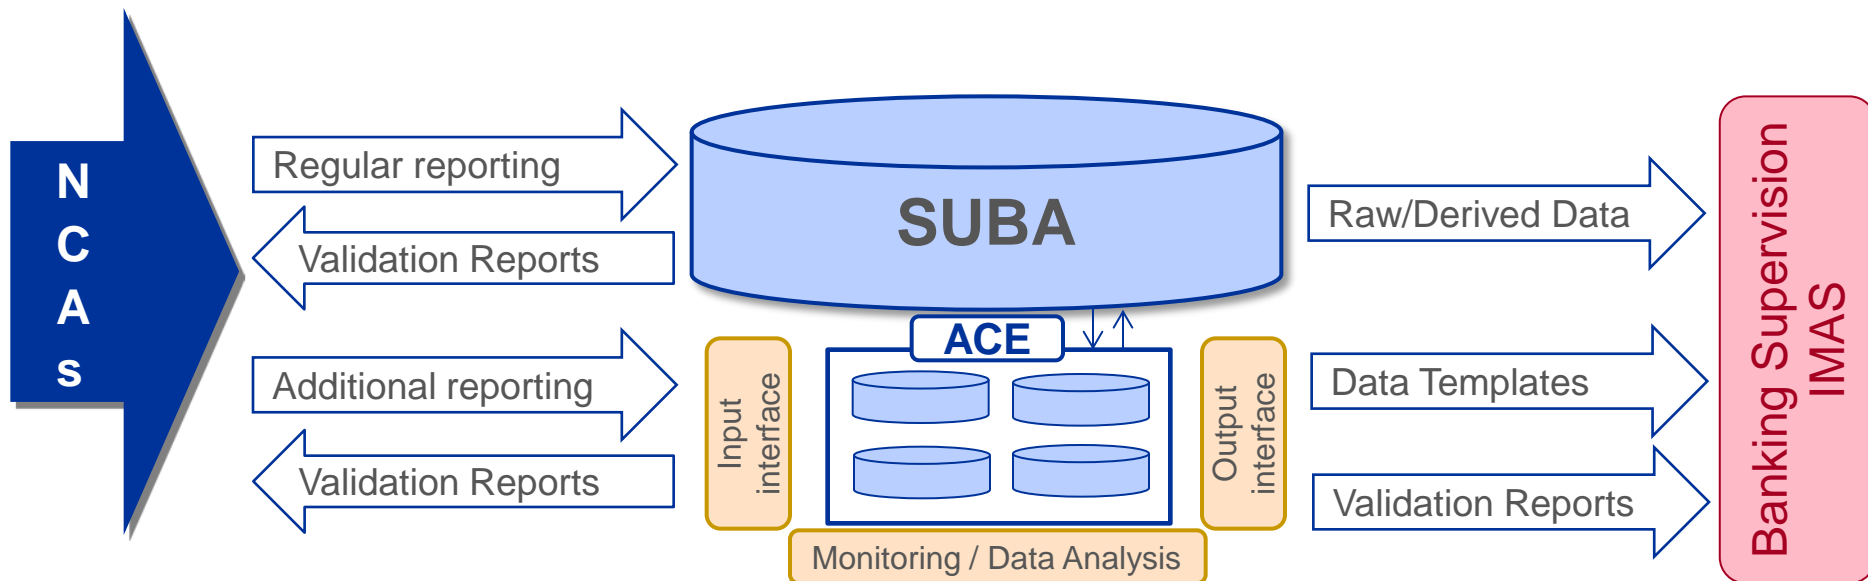 N
C
A
s
Regular reporting
Validation Reports
Additional reporting
Validation Reports
SUBA
ACE
Input
interface
Output
interface
Monitoring / Data Analysis
Raw/Derived Data
Data Templates
Validation Reports
Banking Supervision
IMAS